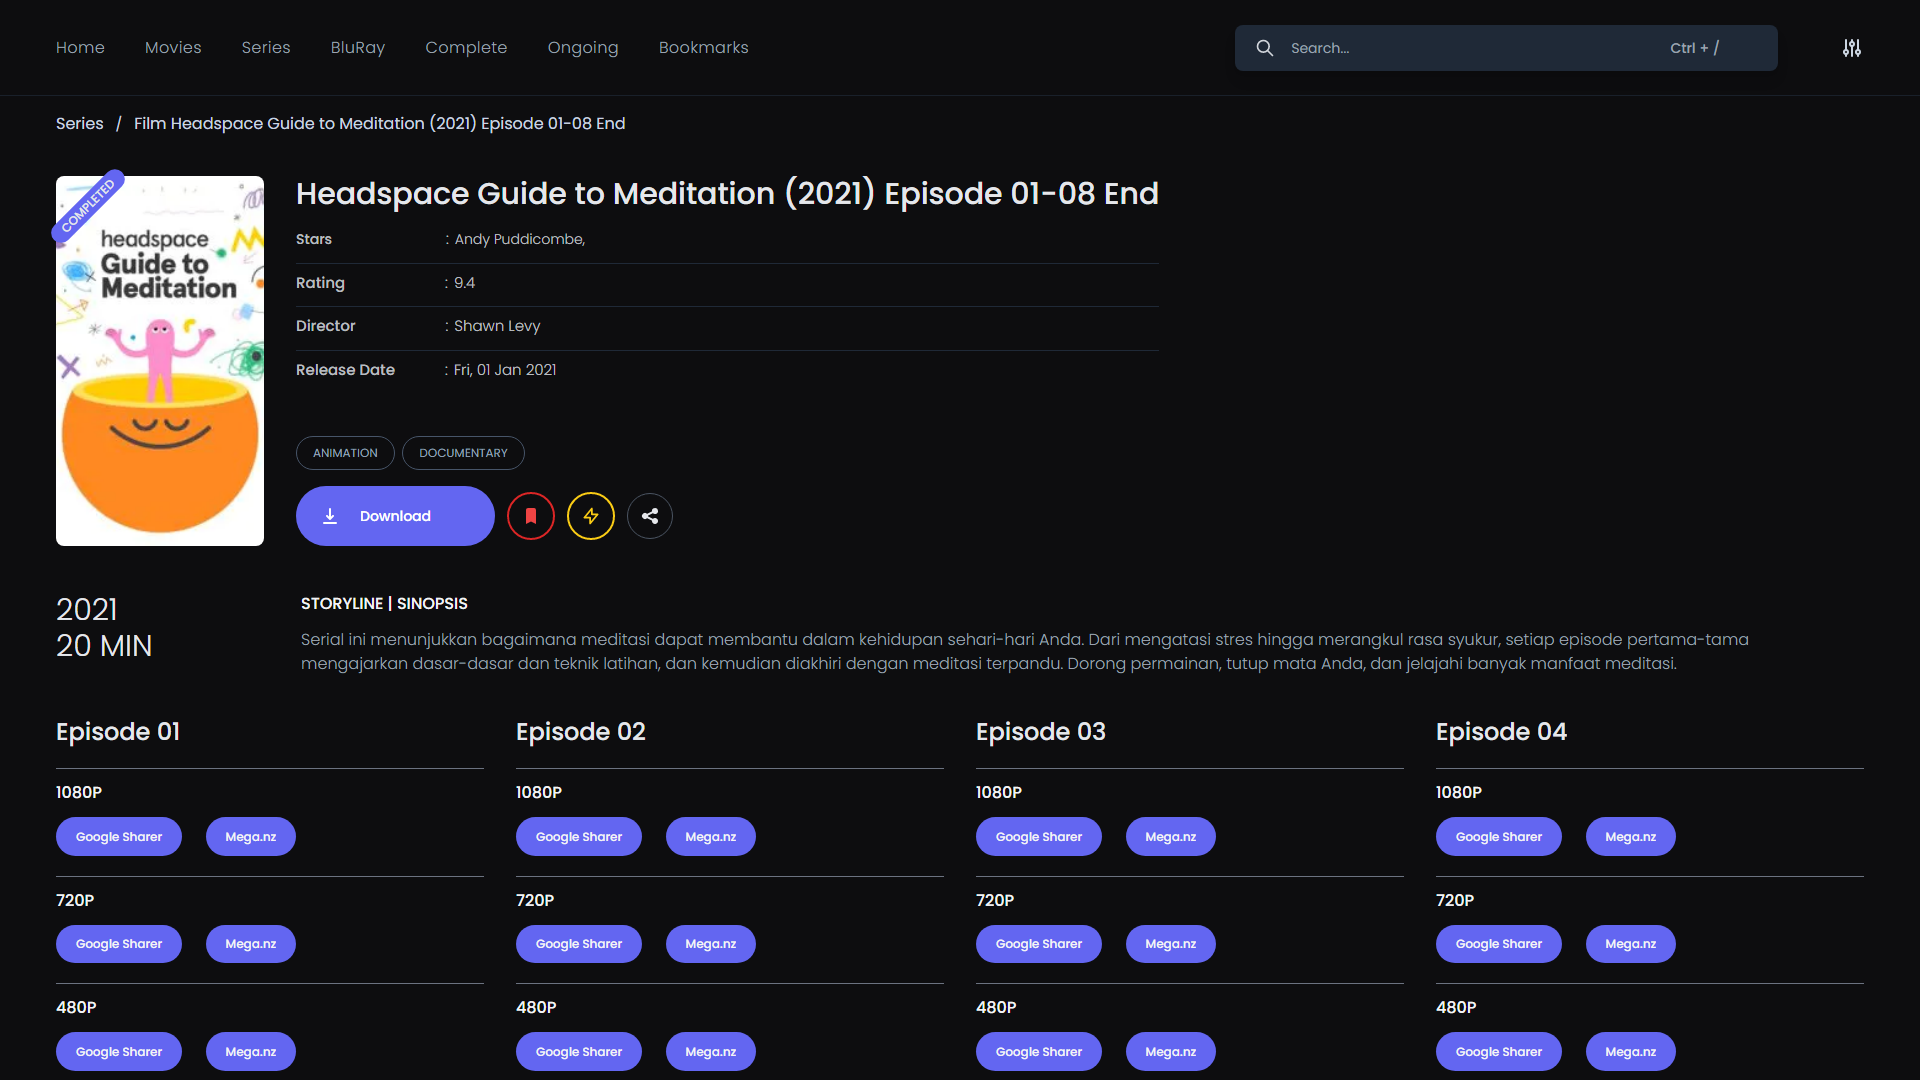 Home Movies Series BluRay Complete Ongoing Bookmarks Search... Ctrl + /
Series / Film Headspace Guide to Meditation (2021) Episode 01-08 End
COMPLETED
headspace
Guide to
Meditation
Headspace Guide to Meditation (2021) Episode 01-08 End
Stars : Andy Puddicombe,
Rating : 9.4
Director : Shawn Levy
Release Date : Fri, 01 Jan 2021
ANIMATION DOCUMENTARY
Download
2021
20 MIN
STORYLINE | SINOPSIS
Serial ini menunjukkan bagaimana meditasi dapat membantu dalam kehidupan sehari-hari Anda. Dari mengatasi stres hingga merangkul rasa syukur, setiap episode pertama-tama
mengajarkan dasar-dasar dan teknik latihan, dan kemudian diakhiri dengan meditasi terpandu. Dorong permainan, tutup mata Anda, dan jelajahi banyak manfaat meditasi.
Episode 01 Episode 02 Episode 03 Episode 04
1080P 1080P 1080P 1080P
Google Sharer Mega.nz Google Sharer Mega.nz Google Sharer Mega.nz Google Sharer Mega.nz
720P 720P 720P 720P
Google Sharer Mega.nz Google Sharer Mega.nz Google Sharer Mega.nz Google Sharer Mega.nz
480P 480P 480P 480P
Google Sharer Mega.nz Google Sharer Mega.nz Google Sharer Mega.nz Google Sharer Mega.nz